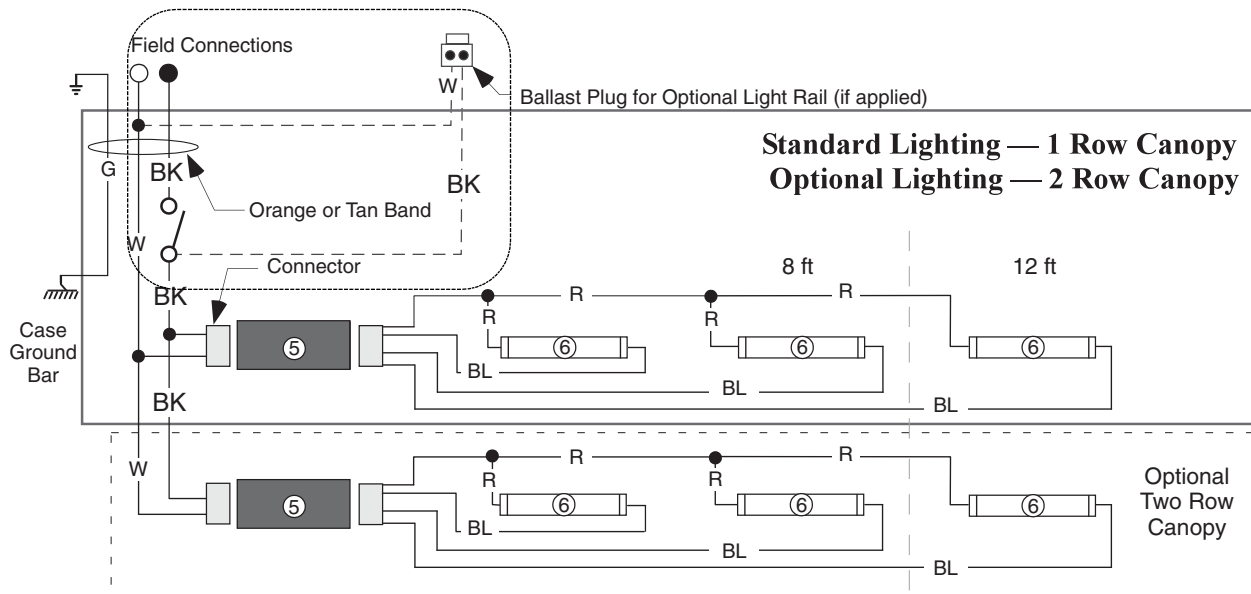 Field Connections
W
Ballast Plug for Optional Light Rail (if applied)
Standard Lighting — 1 Row Canopy
Optional Lighting — 2 Row Canopy
G
BK
BK
Orange or Tan Band
W
Connector
8 ft
12 ft
BK
R
R
R
R
Case
Ground
Bar
5
6
6
6
BL
BL
BL
BK
W
R
R
R
R
Optional
Two Row
Canopy
5
6
6
6
BL
BL
BL